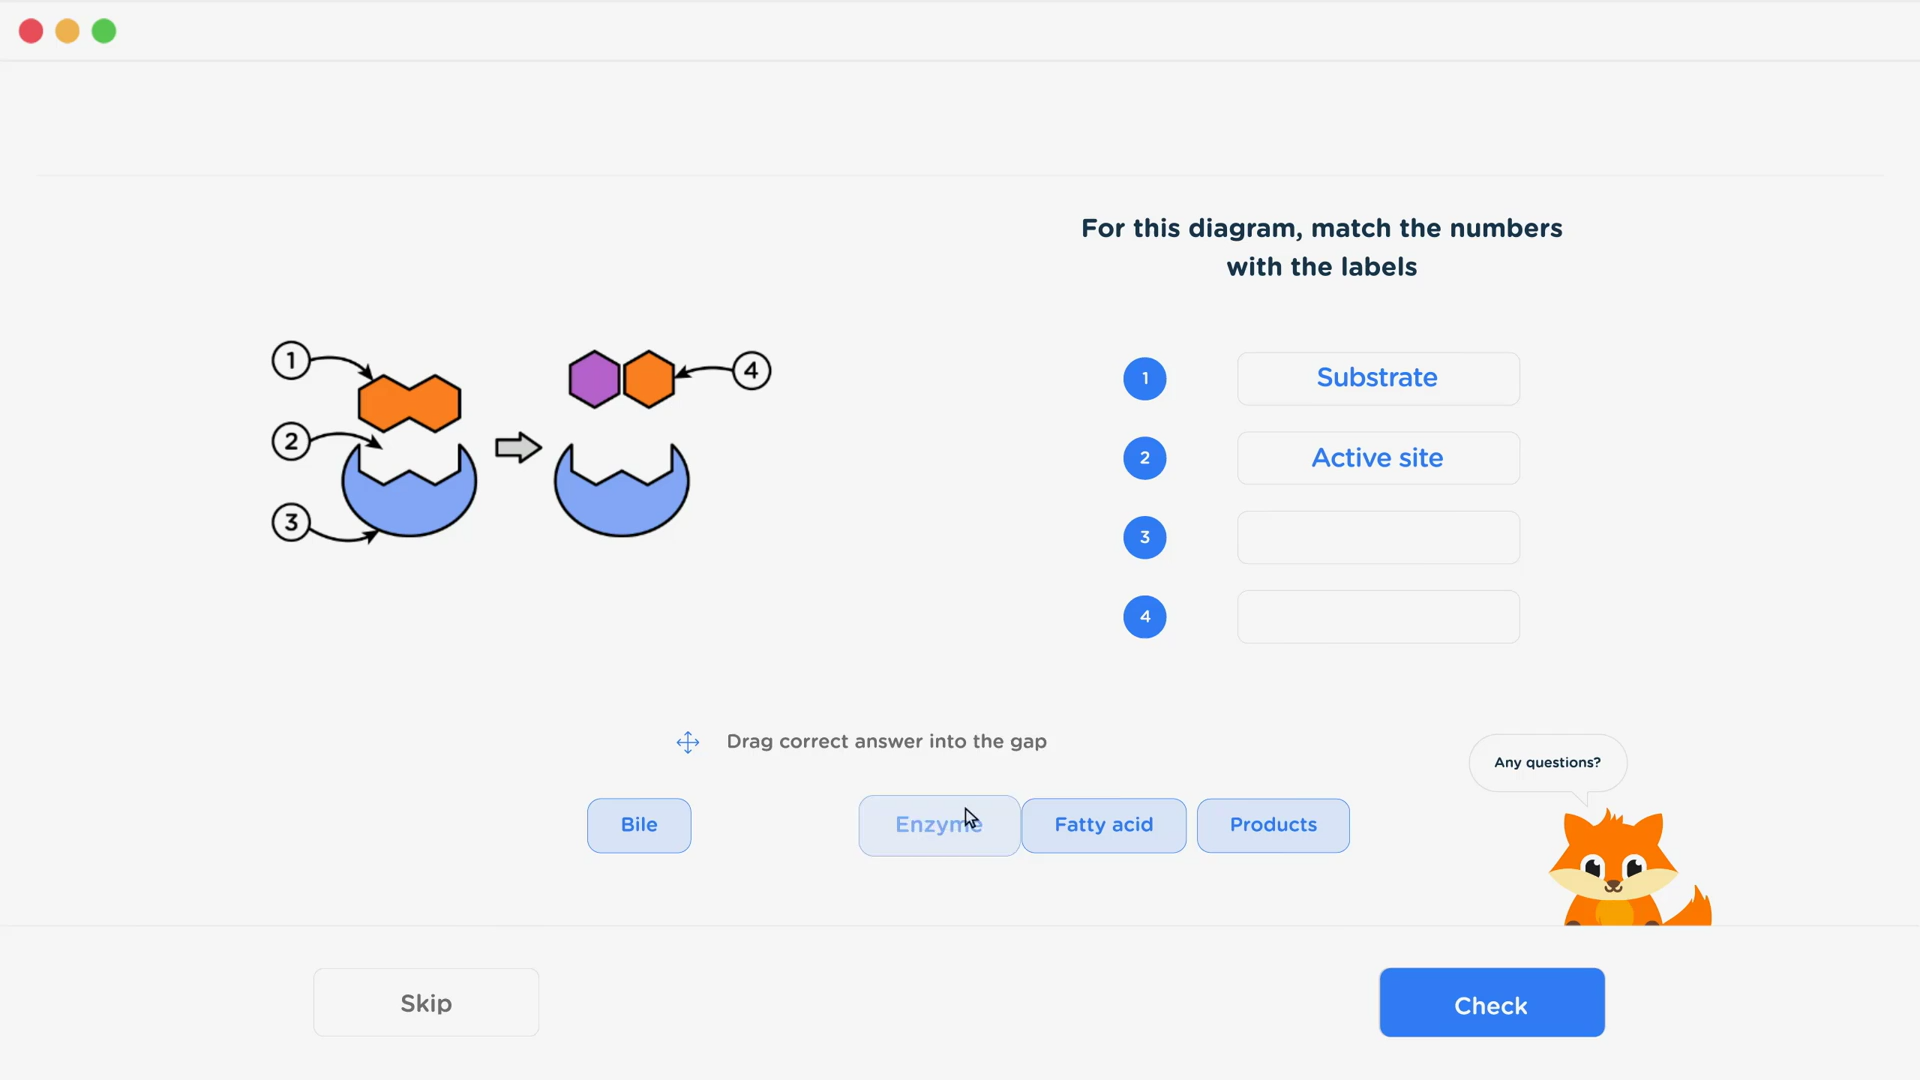 For this diagram, match the numbers
with the labels
1
2
3
4
1
Substrate
2
Active site
3
4
Drag correct answer into the gap
Any questions?
Bile
Enzyme
Fatty acid
Products
Skip
Check